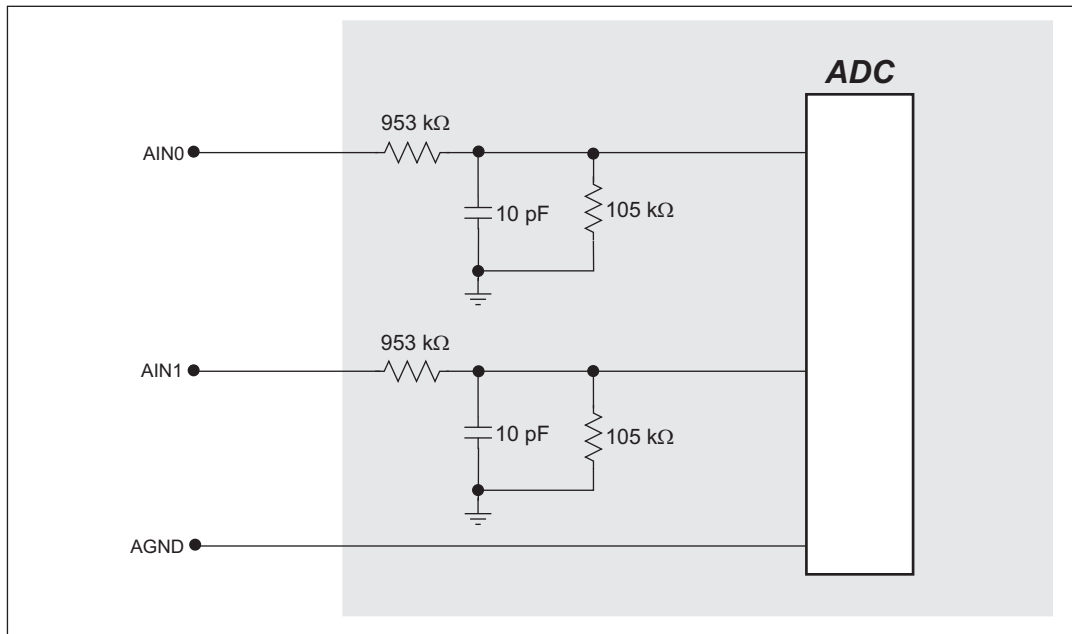 ADC
953 kΩ
AIN0
10 pF
105 kΩ
953 kΩ
AIN1
10 pF
105 kΩ
AGND